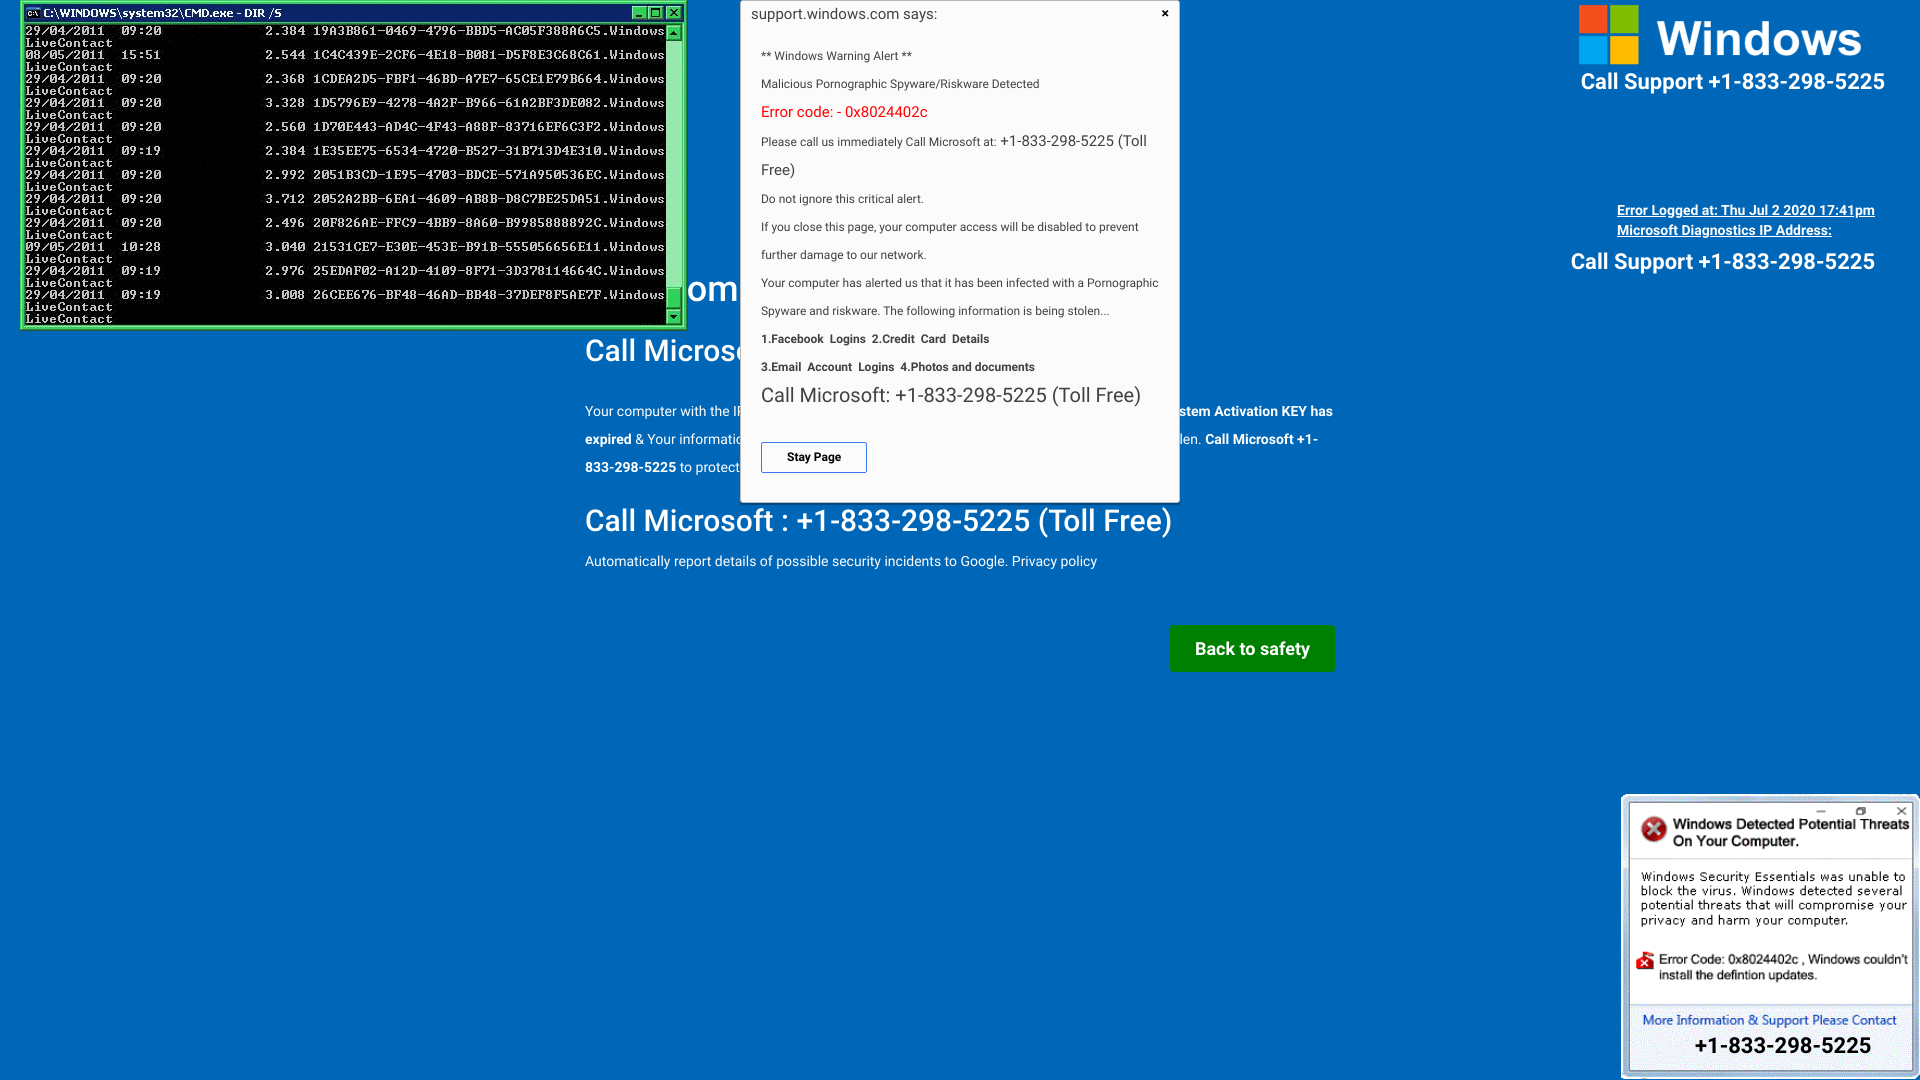 C:\WINDOWS\system32\CMD.exe - DIR /S
29/04/2011 09:20 2.384 19A3B861-0469-4796-BBD5-AC05F388A6C5.Windows
LiveContact
08/05/2011 15:51 2.544 1C4C439E-2CF6-4E18-B081-D5F8E3C68C61.Windows
LiveContact
29/04/2011 09:20 2.368 1CDEA2D5-FBF1-46BD-A7E7-65CE1E79B664.Windows
LiveContact
29/04/2011 09:20 3.328 1D5796E9-4278-4A2F-B966-61A2BF3DE082.Windows
LiveContact
29/04/2011 09:20 2.560 1D70E443-AD4C-4F43-A88F-83716EF6C3F2.Windows
LiveContact
29/04/2011 09:19 2.384 1E35EE75-6534-4720-B527-31B713D4E310.Windows
LiveContact
29/04/2011 09:20 2.992 2051B3CD-1E95-4703-BDCE-571A950536EC.Windows
LiveContact
29/04/2011 09:20 3.712 2052A2BB-6EA1-4609-AB8B-D8C7BE25DA51.Windows
LiveContact
29/04/2011 09:20 2.496 20F826AE-FFC9-4BB9-8A60-B9985888892C.Windows
LiveContact
09/05/2011 10:28 3.040 21531CE7-E30E-453E-B91B-555056656E11.Windows
LiveContact
29/04/2011 09:19 2.976 25EDAF02-A12D-4109-8F71-3D378114664C.Windows
LiveContact
29/04/2011 09:19 3.008 26CEE676-BF48-46AD-BB48-37DEF8F5AE7F.Windows
LiveContact
LiveContact
support.windows.com says:
** Windows Warning Alert **
Malicious Pornographic Spyware/Riskware Detected
Error code: - 0x8024402c
Please call us immediately Call Microsoft at: +1-833-298-5225 (Toll
Free)
Do not ignore this critical alert.
If you close this page, your computer access will be disabled to prevent
further damage to our network.
Your computer has alerted us that it has been infected with a Pornographic
Spyware and riskware. The following information is being stolen...
1.Facebook Logins 2.Credit Card Details
3.Email Account Logins 4.Photos and documents
Call Microsoft: +1-833-298-5225 (Toll Free)
Stay Page
Windows
Call Support +1-833-298-5225
Error Logged at: Thu Jul 2 2020 17:41pm
Microsoft Diagnostics IP Address:
Call Support +1-833-298-5225
om
Call Micros
Your computer with the stem Activation KEY has
expired & Your informatio len. Call Microsoft +1-
833-298-5225 to protect
Call Microsoft : +1-833-298-5225 (Toll Free)
Automatically report details of possible security incidents to Google. Privacy policy
Back to safety
Windows Detected Potential Threats
On Your Computer.
Windows Security Essentials was unable to
block the virus. Windows detected several
potential threats that will compromise your
privacy and harm your computer.
Error Code: 0x8024402c , Windows couldn't
install the defintion updates.
More Information & Support Please Contact
+1-833-298-5225